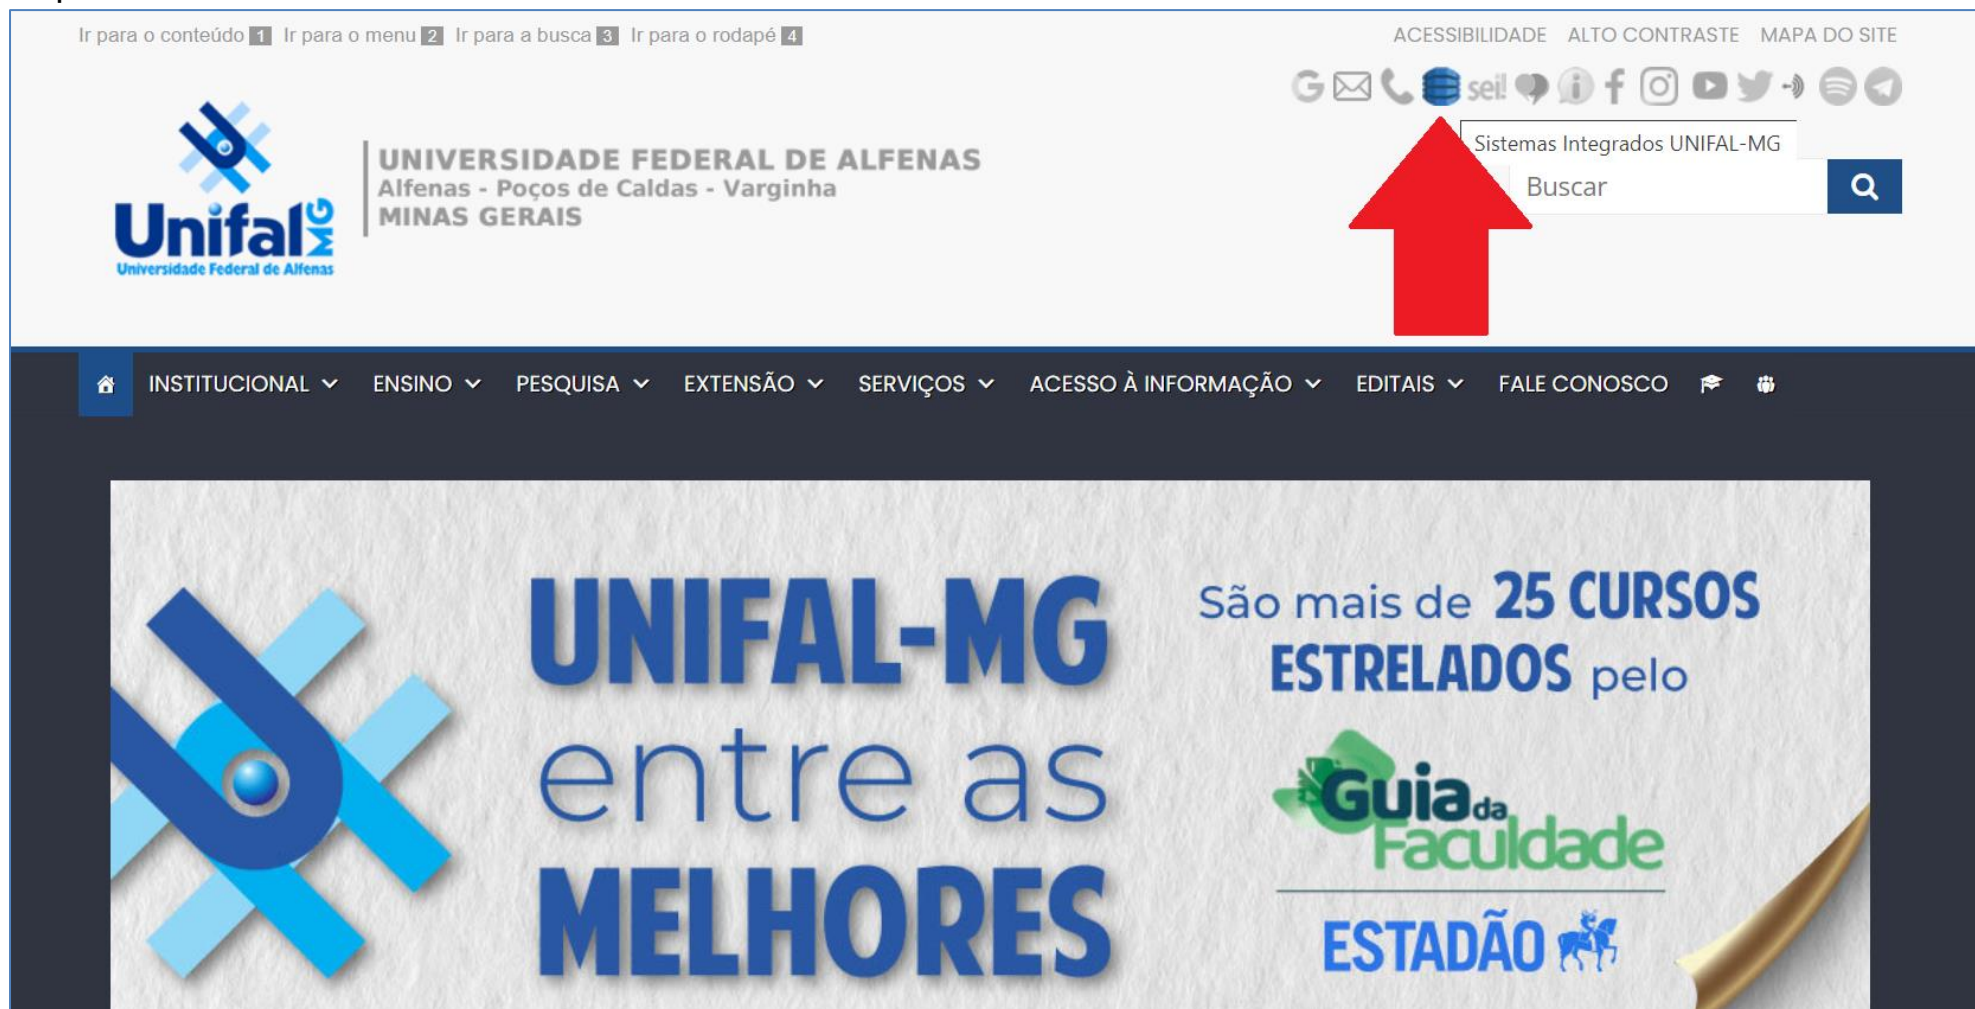 Ir para o conteúdo 1 Ir para o menu 2 Ir para a busca 3 Ir para o rodapé 4
ACESSIBILIDADE ALTO CONTRASTE MAPA DO SITE
G sei! i f
Sistemas Integrados UNIFAL-MG
Buscar
Unifal MG
Universidade Federal de Alfenas
UNIVERSIDADE FEDERAL DE ALFENAS
Alfenas - Poços de Caldas - Varginha
MINAS GERAIS
INSTITUCIONAL ENSINO PESQUISA EXTENSÃO SERVIÇOS ACESSO À INFORMAÇÃO EDITAIS FALE CONOSCO
UNIFAL-MG
entre as
MELHORES
São mais de 25 CURSOS
ESTRELADOS pelo
Guia da
Faculdade
ESTADÃO